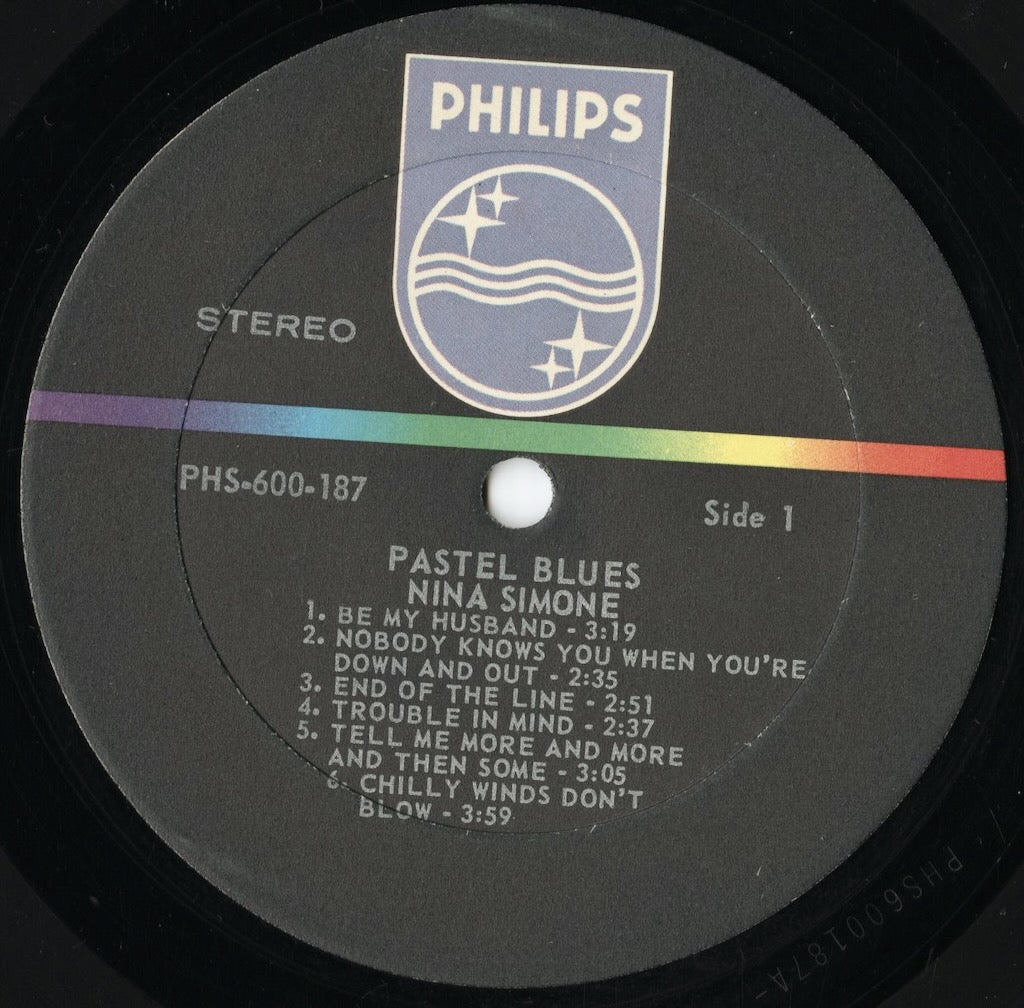 PHILIPS
STEREO
PHS-600-187
Side 1
PASTEL BLUES
NINA SIMONE
1. BE MY HUSBAND - 3:19
2. NOBODY KNOWS YOU WHEN YOU'RE
DOWN AND OUT - 2:35
3. END OF THE LINE - 2:51
4. TROUBLE IN MIND - 2:37
5. TELL ME MORE AND MORE
AND THEN SOME - 3:05
6. CHILLY WINDS DON'T
BLOW - 3:59
PHS600187A-